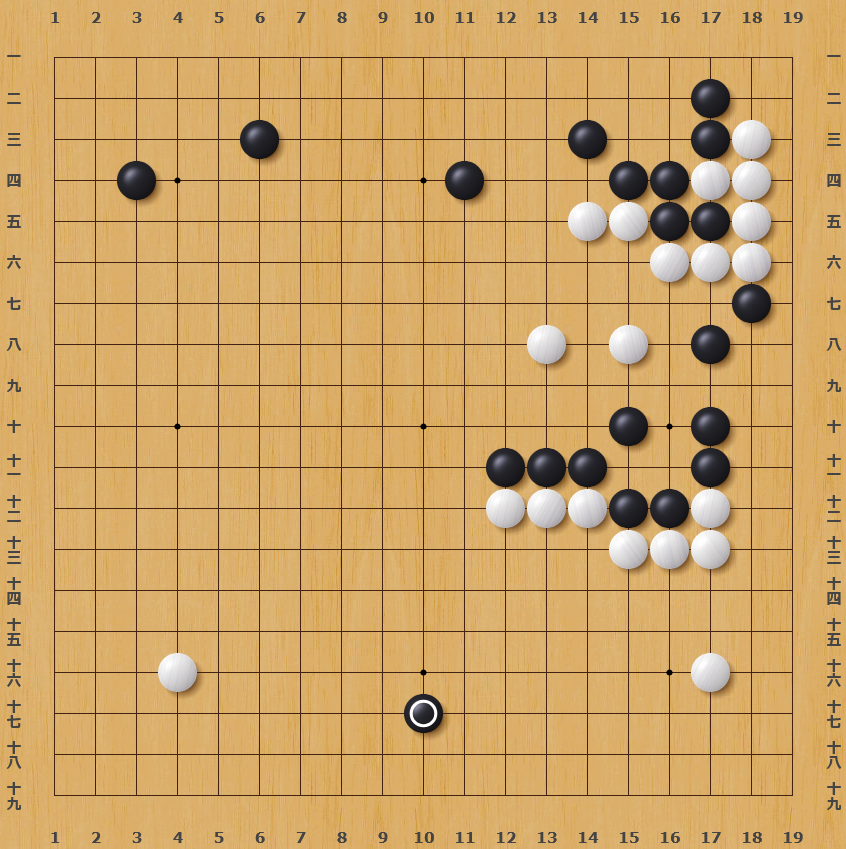 1 2 3 4 5 6 7 8 9 10 11 12 13 14 15 16 17 18 19
一 一
二 二
三 三
四 四
五 五
六 六
七 七
八 八
九 九
十 十
十一 十一
十二 十二
十三 十三
十四 十四
十五 十五
十六 十六
十七 十七
十八 十八
十九 十九
1 2 3 4 5 6 7 8 9 10 11 12 13 14 15 16 17 18 19